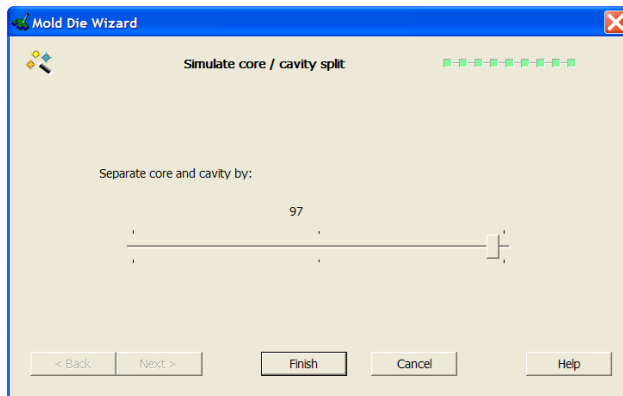 Mold Die Wizard
Simulate core / cavity split
Separate core and cavity by:
97
< Back Next > Finish Cancel Help